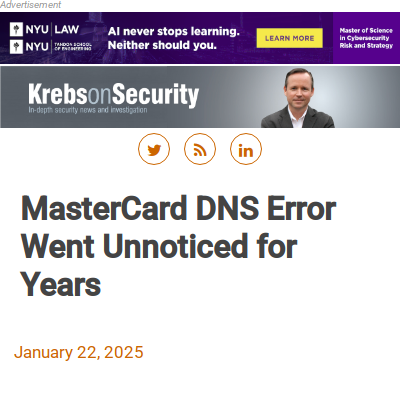 Advertisement
NYU | LAW
NYU | TANDON SCHOOL OF ENGINEERING
AI never stops learning.
Neither should you.
LEARN MORE
Master of Science
in Cybersecurity
Risk and Strategy
KrebsonSecurity
In-depth security news and investigation
in
MasterCard DNS Error
Went Unnoticed for
Years
January 22, 2025